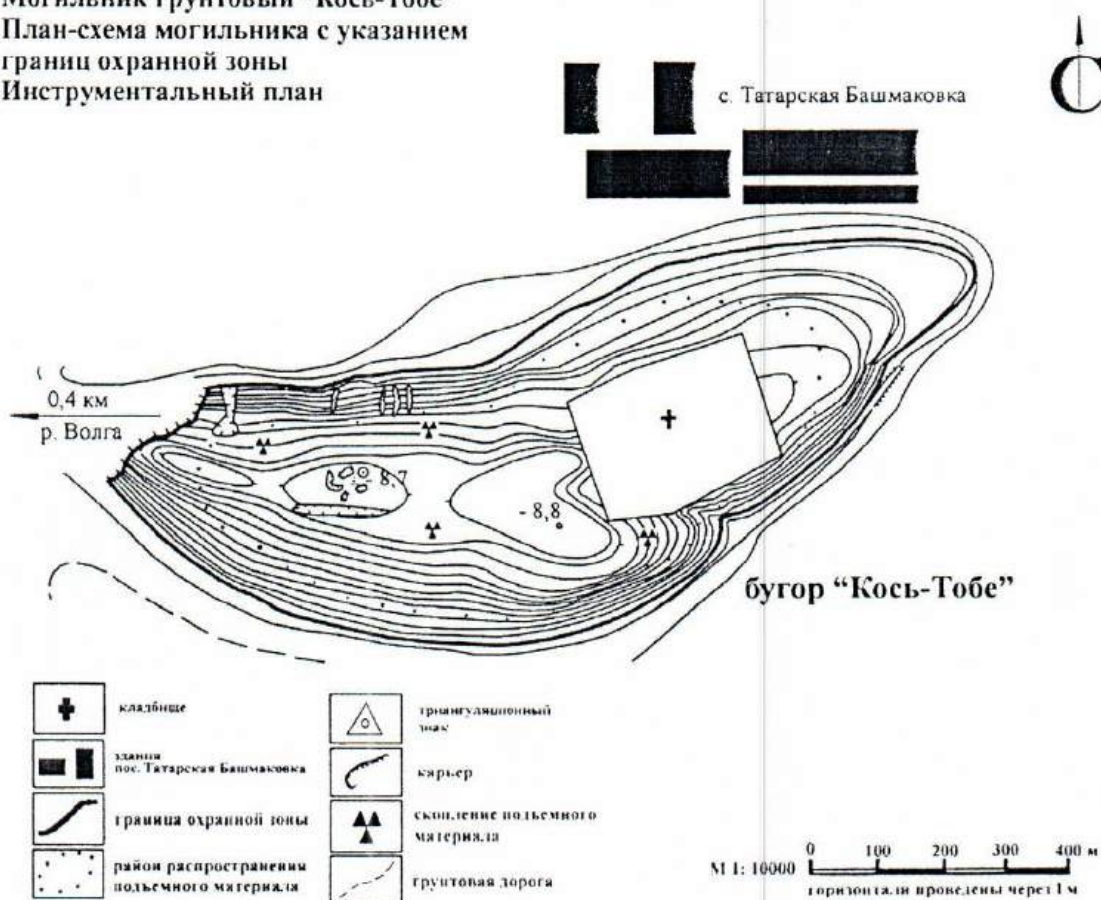 Могильник грунтовый "Кось-Тобе"
План-схема могильника с указанием
границ охранной зоны
Инструментальный план
С
с. Татарская Башмаковка
0,4 км
р. Волга
- 8,7
- 8,8
бугор "Кось-Тобе"
кладбище
здания
пос. Татарская Башмаковка
граница охранной зоны
район распространения
подъемного материала
триангуляционный
знак
карьер
скопление подъемного
материала
грунтовая дорога
М 1: 10000
0 100 200 300 400 м
горизонтали проведены через 1 м